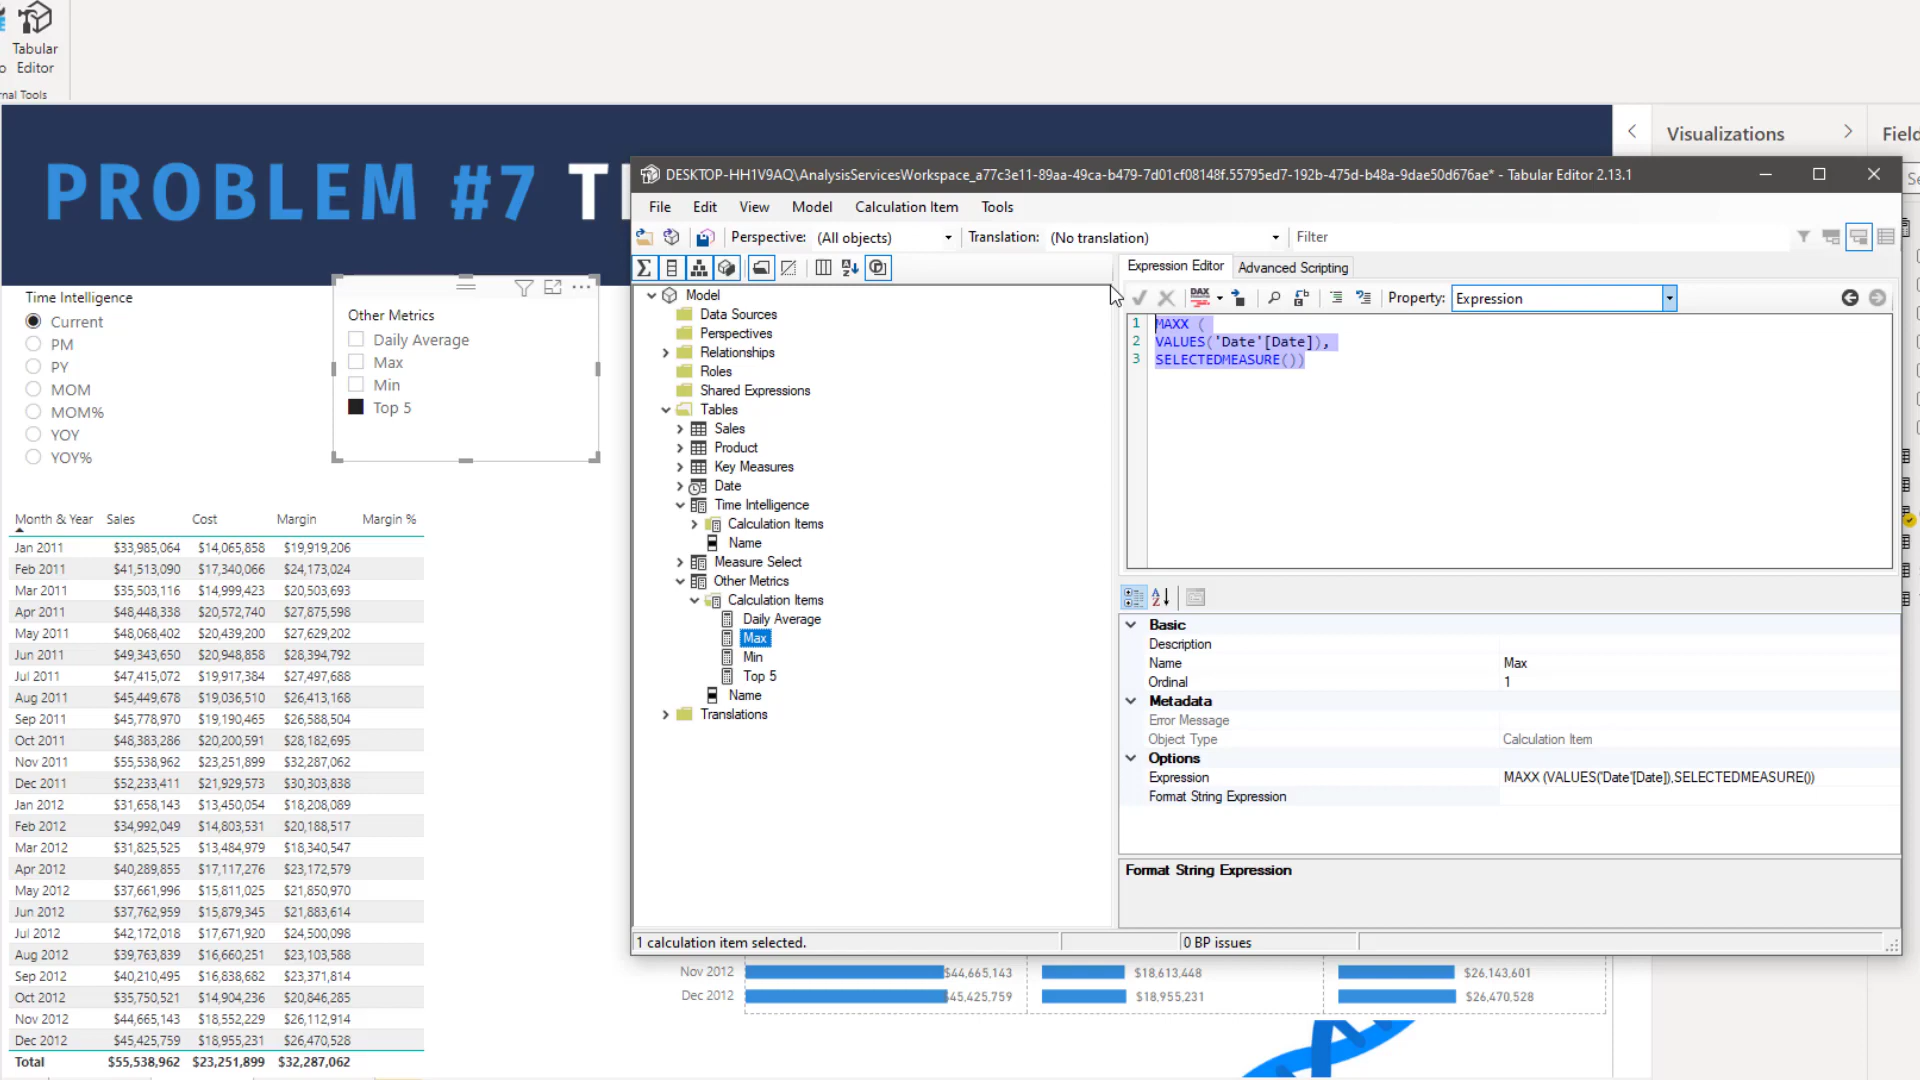 Tabular
Editor
nal Tools
PROBLEM #7
Visualizations
DESKTOP-HH1V9AQ\AnalysisServicesWorkspace_a77c3e11-89aa-49ca-b479-7d01cf08148f.55795ed7-192b-475d-b48a-9dae50d676ae* - Tabular Editor 2.13.1
File Edit View Model Calculation Item Tools
Perspective: (All objects) Translation: (No translation) Filter
Expression Editor Advanced Scripting
Property: Expression
1 MAXX (
2 VALUES('Date'[Date]),
3 SELECTEDMEASURE())
Time Intelligence
Current
PM
PY
MOM
MOM%
YOY
YOY%
Other Metrics
Daily Average
Max
Min
Top 5
Model
Data Sources
Perspectives
Relationships
Roles
Shared Expressions
Tables
Sales
Product
Key Measures
Date
Time Intelligence
Calculation Items
Name
Measure Select
Other Metrics
Calculation Items
Daily Average
Max
Min
Top 5
Name
Translations
Basic
Description
Name Max
Ordinal 1
Metadata
Error Message
Object Type Calculation Item
Options
Expression MAXX (VALUES('Date'[Date]),SELECTEDMEASURE())
Format String Expression
Format String Expression
1 calculation item selected. 0 BP issues
Month & Year Sales Cost Margin Margin %
Jan 2011 $33,985,064 $14,065,858 $19,919,206
Feb 2011 $41,513,090 $17,340,066 $24,173,024
Mar 2011 $35,503,116 $14,999,423 $20,503,693
Apr 2011 $48,448,338 $20,572,740 $27,875,598
May 2011 $48,068,402 $20,439,200 $27,629,202
Jun 2011 $49,343,650 $20,948,858 $28,394,792
Jul 2011 $47,415,072 $19,917,384 $27,497,688
Aug 2011 $45,449,678 $19,036,510 $26,413,168
Sep 2011 $45,778,970 $19,190,465 $26,588,504
Oct 2011 $48,383,286 $20,200,591 $28,182,695
Nov 2011 $55,538,962 $23,251,899 $32,287,062
Dec 2011 $52,233,411 $21,929,573 $30,303,838
Jan 2012 $31,658,143 $13,450,054 $18,208,089
Feb 2012 $34,992,049 $14,803,531 $20,188,517
Mar 2012 $31,825,525 $13,484,979 $18,340,547
Apr 2012 $40,289,855 $17,117,276 $23,172,579
May 2012 $37,661,996 $15,811,025 $21,850,970
Jun 2012 $37,762,959 $15,879,345 $21,883,614
Jul 2012 $42,172,018 $17,671,920 $24,500,098
Aug 2012 $39,763,839 $16,660,251 $23,103,588
Sep 2012 $40,210,495 $16,838,682 $23,371,814
Oct 2012 $35,750,521 $14,904,236 $20,846,285
Nov 2012 $44,665,143 $18,552,229 $26,112,914
Dec 2012 $45,425,759 $18,955,231 $26,470,528
Total $55,538,962 $23,251,899 $32,287,062
Nov 2012 $44,665,143 $18,613,448 $26,143,601
Dec 2012 $45,425,759 $18,955,231 $26,470,528